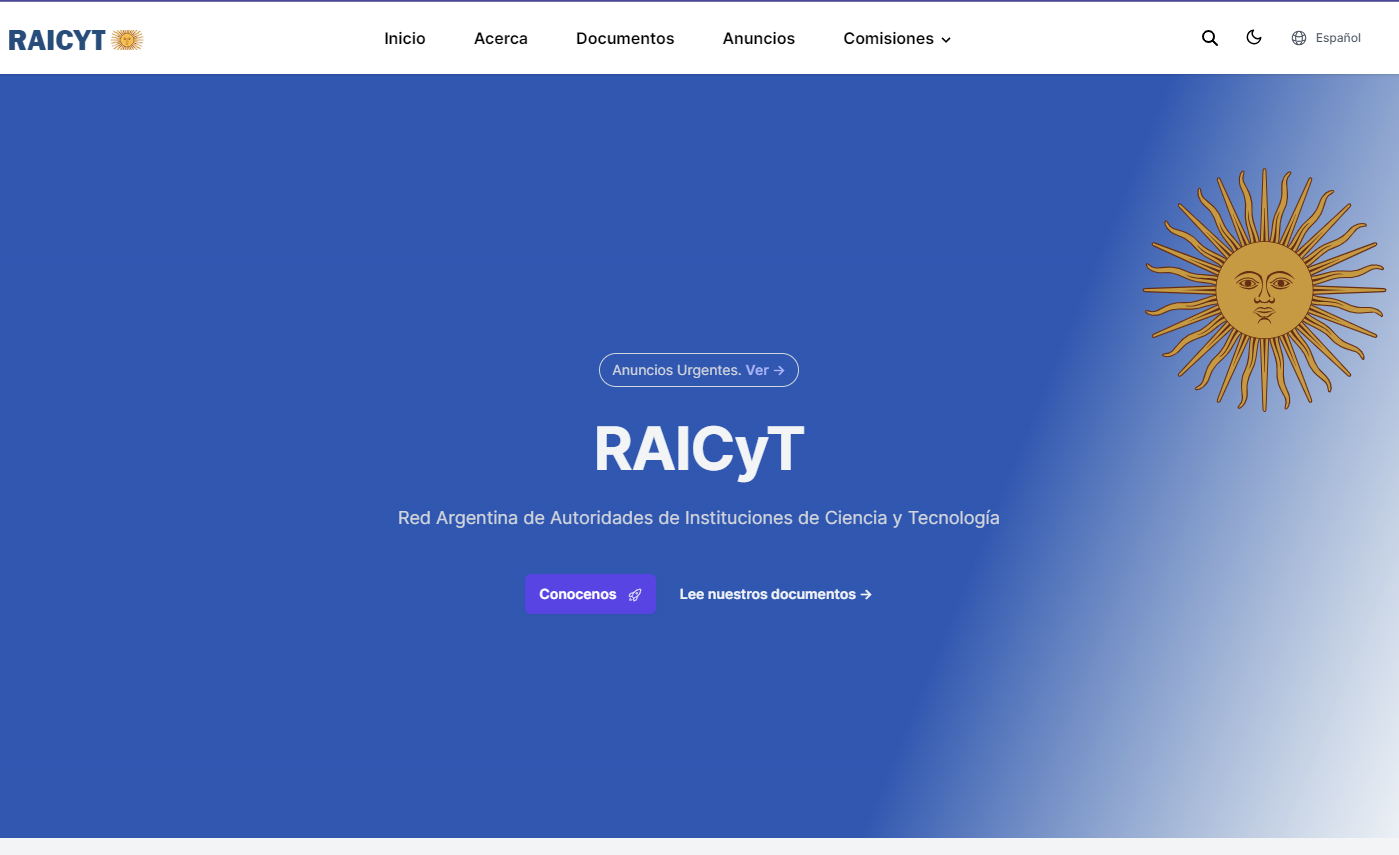 RAICYT
Inicio
Acerca
Documentos
Anuncios
Comisiones
Español
Anuncios Urgentes. Ver →
RAICyT
Red Argentina de Autoridades de Instituciones de Ciencia y Tecnología
Conocenos
Lee nuestros documentos →